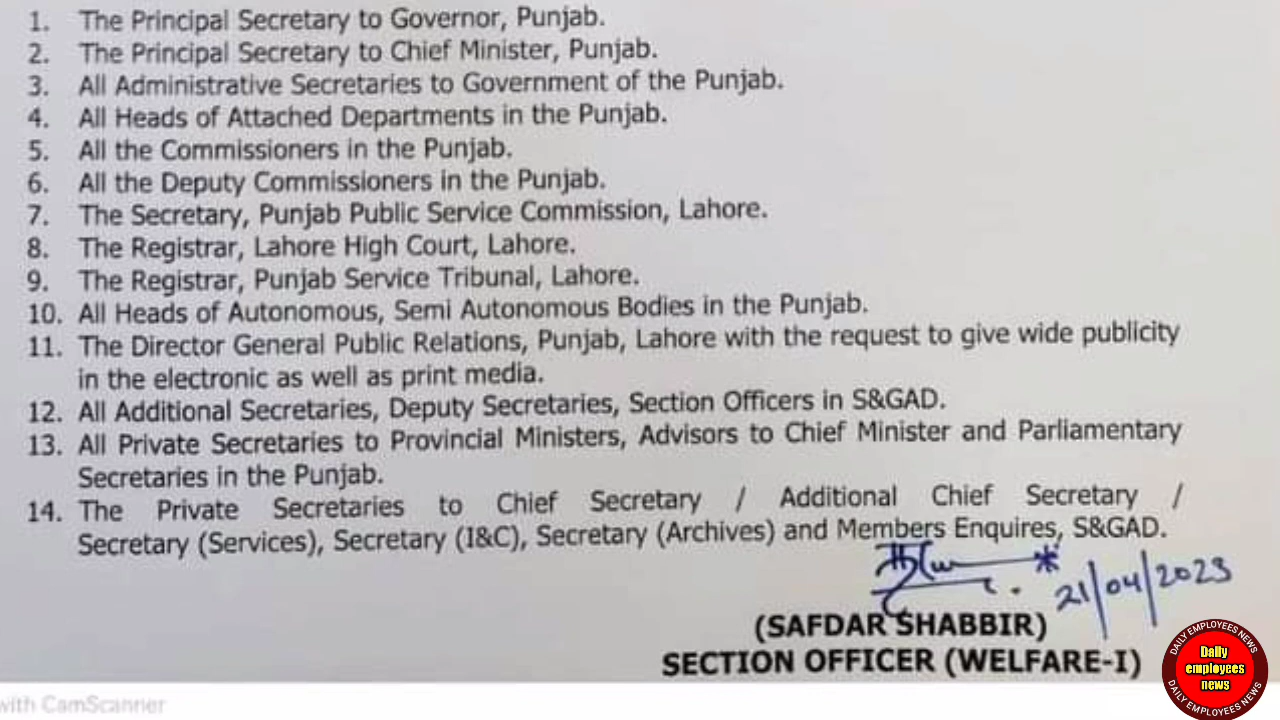 1. The Principal Secretary to Governor, Punjab.
2. The Principal Secretary to Chief Minister, Punjab.
3. All Administrative Secretaries to Government of the Punjab.
4. All Heads of Attached Departments in the Punjab.
5. All the Commissioners in the Punjab.
6. All the Deputy Commissioners in the Punjab.
7. The Secretary, Punjab Public Service Commission, Lahore.
8. The Registrar, Lahore High Court, Lahore.
9. The Registrar, Punjab Service Tribunal, Lahore.
10. All Heads of Autonomous, Semi Autonomous Bodies in the Punjab.
11. The Director General Public Relations, Punjab, Lahore with the request to give wide publicity
in the electronic as well as print media.
12. All Additional Secretaries, Deputy Secretaries, Section Officers in S&GAD.
13. All Private Secretaries to Provincial Ministers, Advisors to Chief Minister and Parliamentary
Secretaries in the Punjab.
14. The Private Secretaries to Chief Secretary / Additional Chief Secretary /
Secretary (Services), Secretary (I&C), Secretary (Archives) and Members Enquires, S&GAD.
21/04/2023
(SAFDAR SHABBIR)
SECTION OFFICER (WELFARE-I)
DAILY EMPLOYEES NEWS
Daily
employees
news
DAILY EMPLOYEES NEWS
with CamScanner